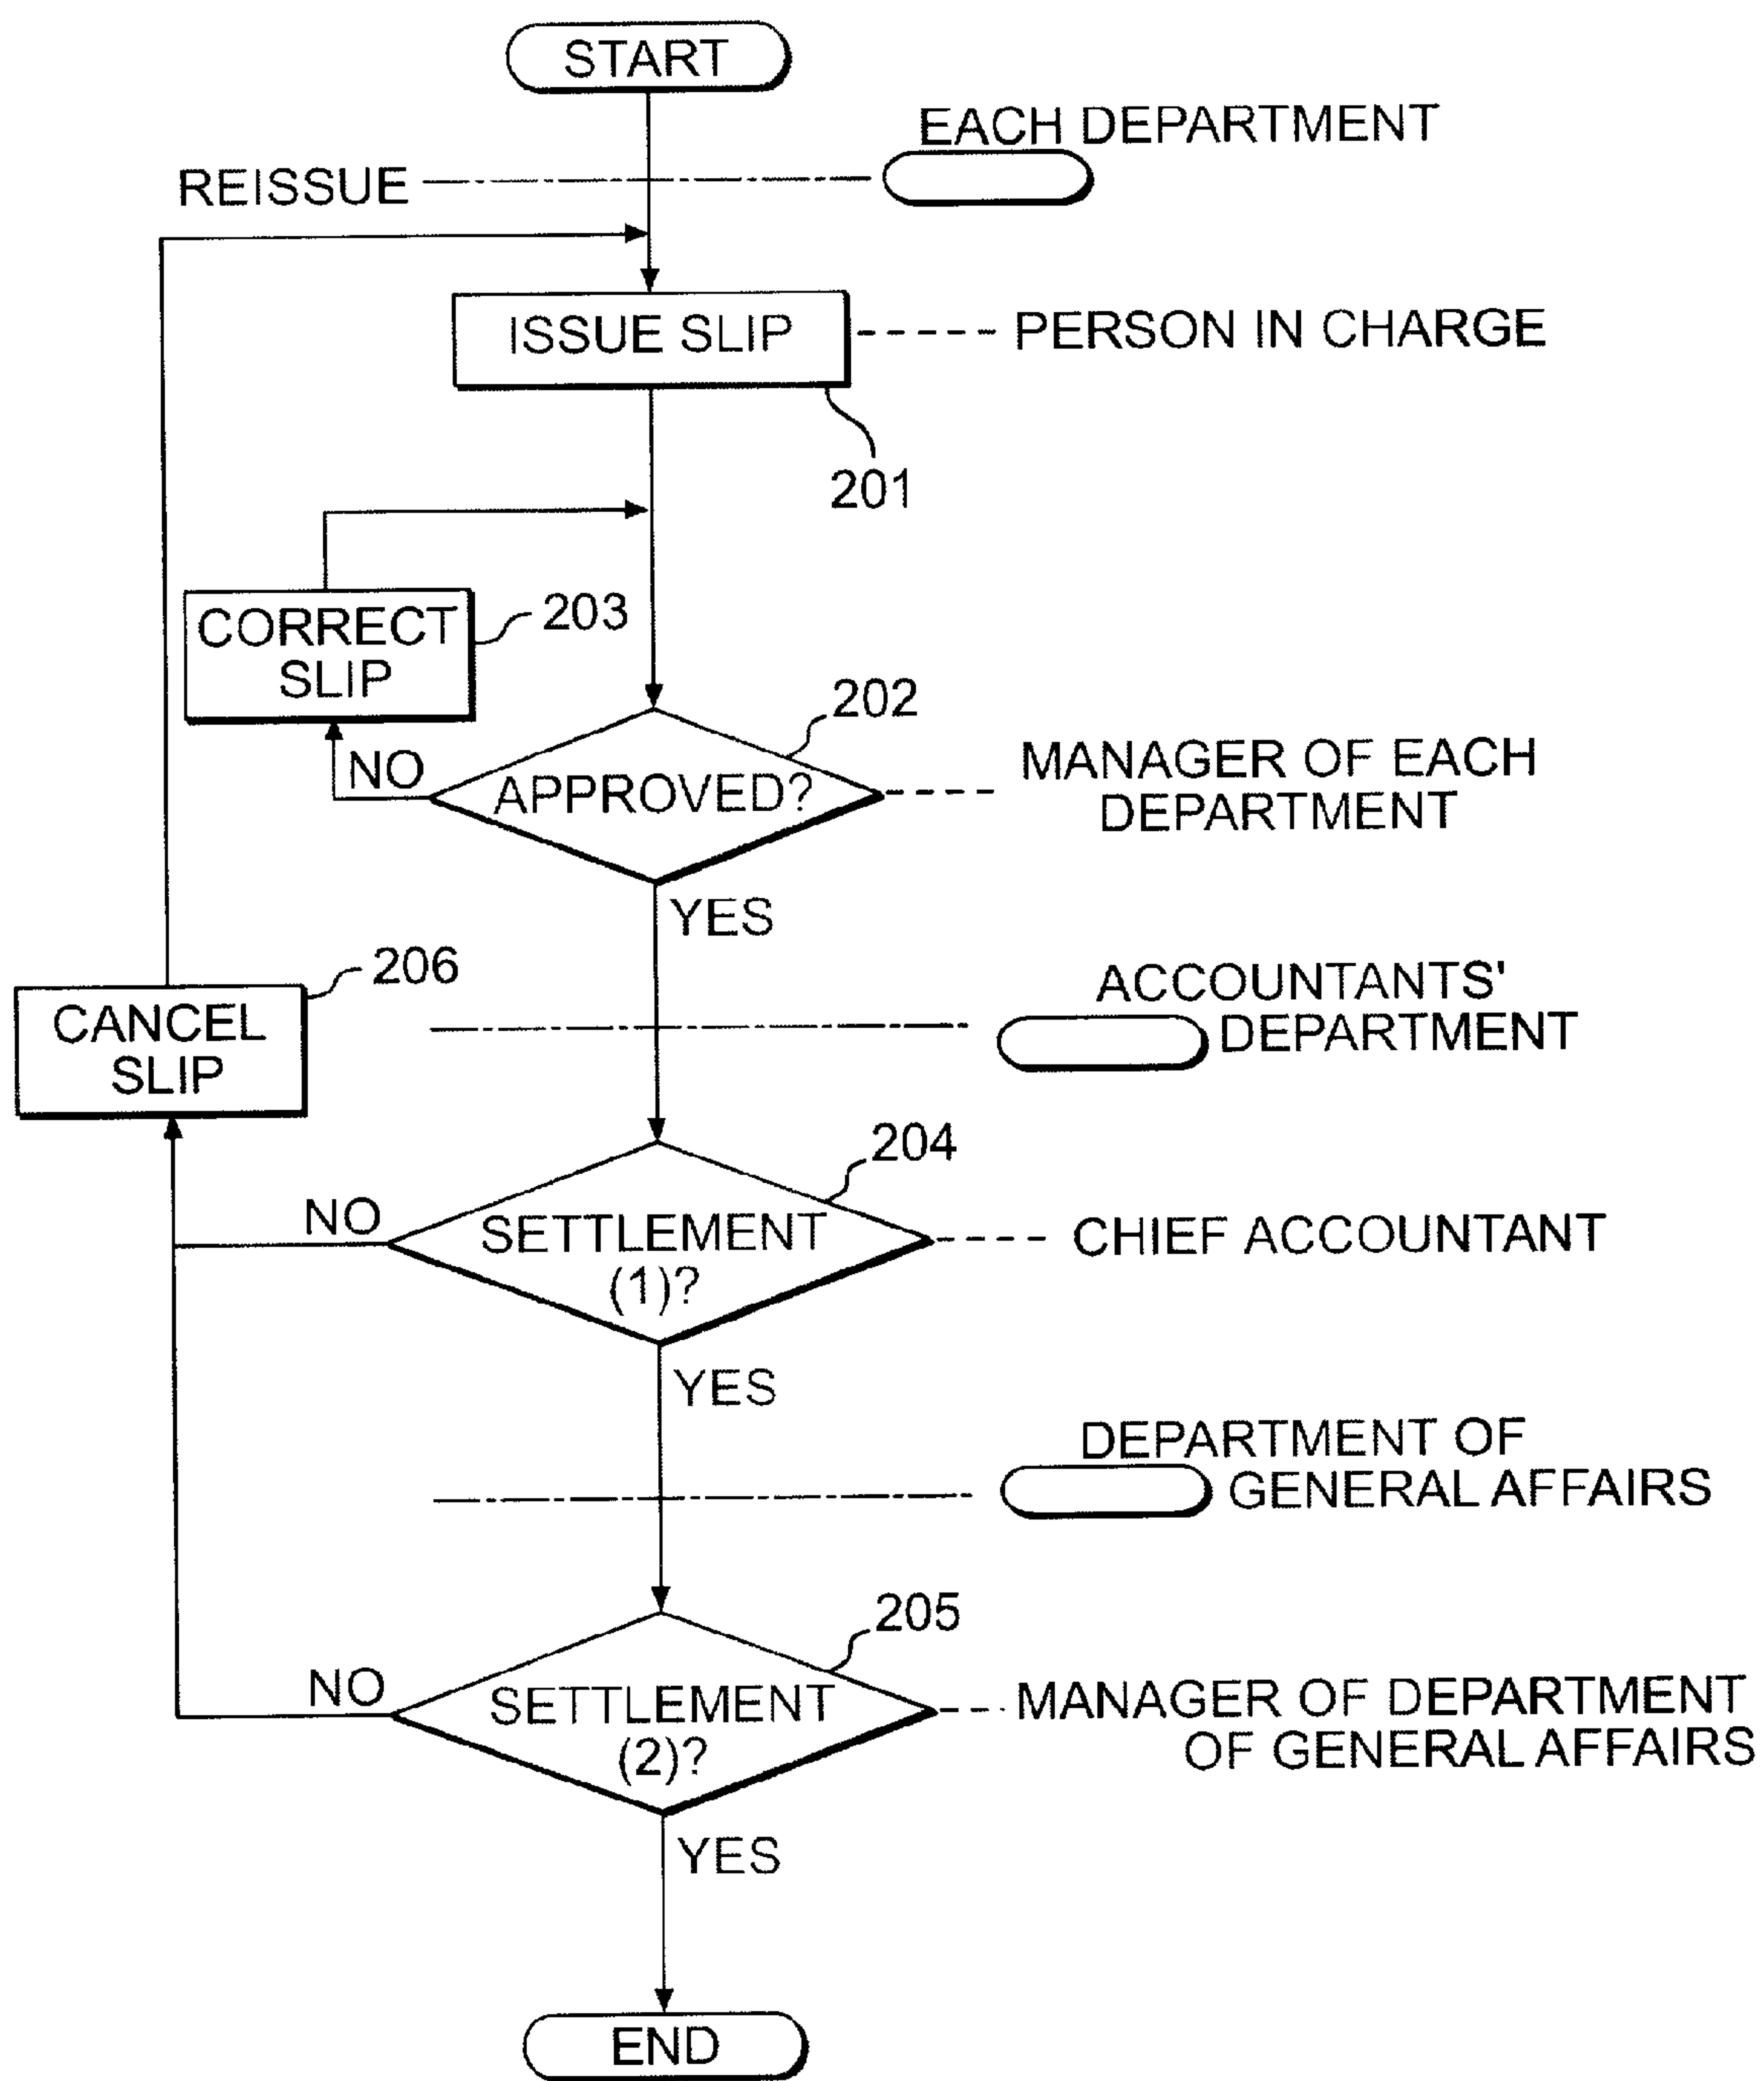 START
EACH DEPARTMENT
REISSUE
ISSUE SLIP
PERSON IN CHARGE
201
CORRECT
SLIP
203
202
NO
APPROVED?
MANAGER OF EACH
DEPARTMENT
YES
206
CANCEL
SLIP
ACCOUNTANTS'
DEPARTMENT
204
NO
SETTLEMENT
(1)?
CHIEF ACCOUNTANT
YES
DEPARTMENT OF
GENERAL AFFAIRS
205
NO
SETTLEMENT
(2)?
MANAGER OF DEPARTMENT
OF GENERAL AFFAIRS
YES
END